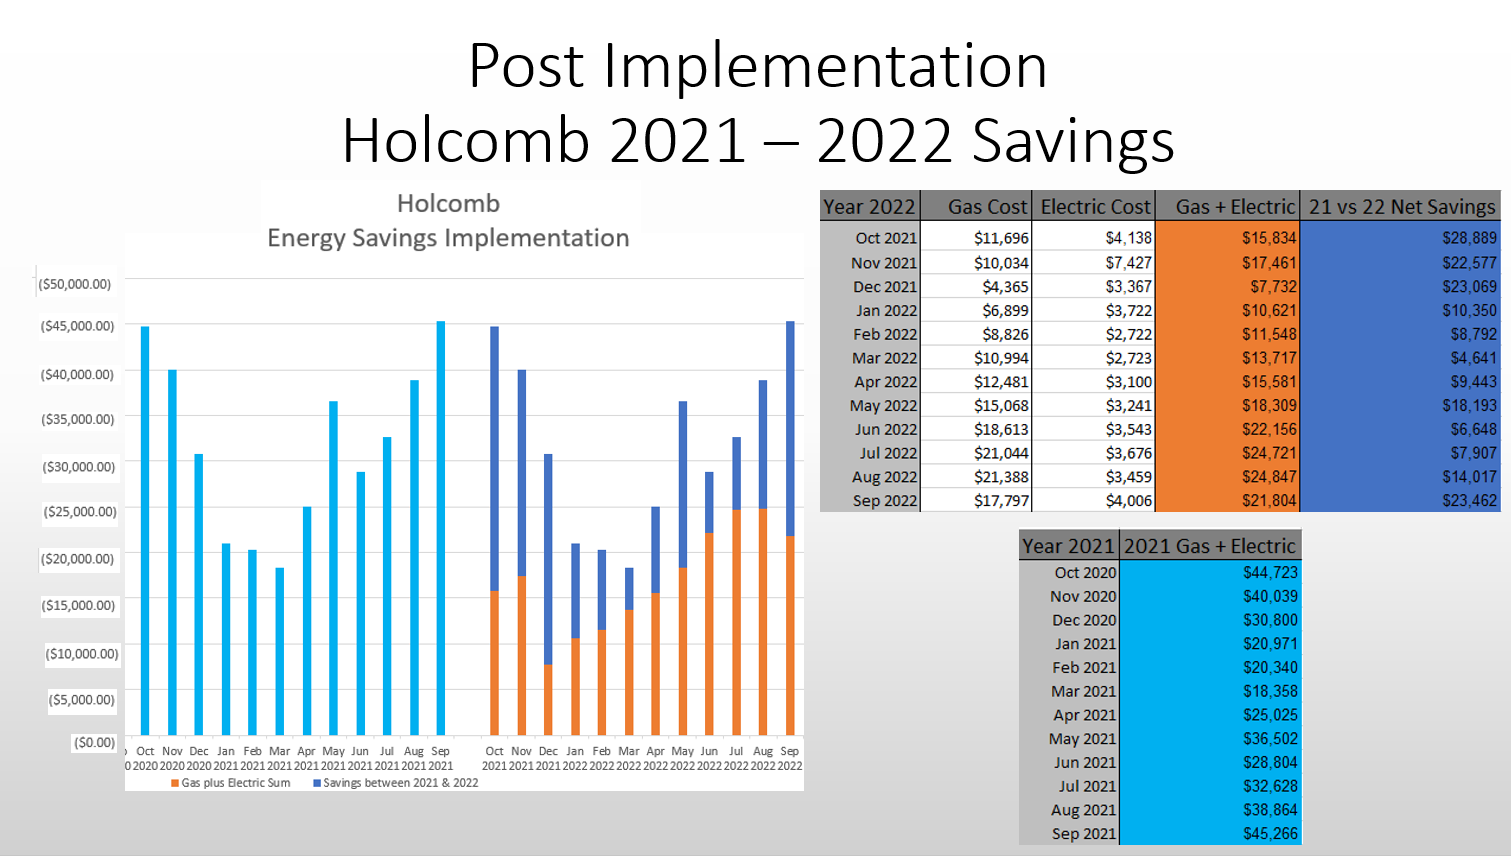 Post Implementation
Holcomb 2021 – 2022 Savings
Holcomb
Energy Savings Implementation
($50,000.00)
($45,000.00)
($40,000.00)
($35,000.00)
($30,000.00)
($25,000.00)
($20,000.00)
($15,000.00)
($10,000.00)
($5,000.00)
($0.00)
Oct Nov Dec Jan Feb Mar Apr May Jun Jul Aug Sep Oct Nov Dec Jan Feb Mar Apr May Jun Jul Aug Sep
0 2020 2020 2020 2021 2021 2021 2021 2021 2021 2021 2021 2021 2021 2021 2021 2022 2022 2022 2022 2022 2022 2022 2022 2022
Gas plus Electric Sum Savings between 2021 & 2022
Year 2022 Gas Cost Electric Cost Gas + Electric 21 vs 22 Net Savings
Oct 2021 $11,696 $4,138 $15,834 $28,889
Nov 2021 $10,034 $7,427 $17,461 $22,577
Dec 2021 $4,365 $3,367 $7,732 $23,069
Jan 2022 $6,899 $3,722 $10,621 $10,350
Feb 2022 $8,826 $2,722 $11,548 $8,792
Mar 2022 $10,994 $2,723 $13,717 $4,641
Apr 2022 $12,481 $3,100 $15,581 $9,443
May 2022 $15,068 $3,241 $18,309 $18,193
Jun 2022 $18,613 $3,543 $22,156 $6,648
Jul 2022 $21,044 $3,676 $24,721 $7,907
Aug 2022 $21,388 $3,459 $24,847 $14,017
Sep 2022 $17,797 $4,006 $21,804 $23,462
Year 2021 2021 Gas + Electric
Oct 2020 $44,723
Nov 2020 $40,039
Dec 2020 $30,800
Jan 2021 $20,971
Feb 2021 $20,340
Mar 2021 $18,358
Apr 2021 $25,025
May 2021 $36,502
Jun 2021 $28,804
Jul 2021 $32,628
Aug 2021 $38,864
Sep 2021 $45,266